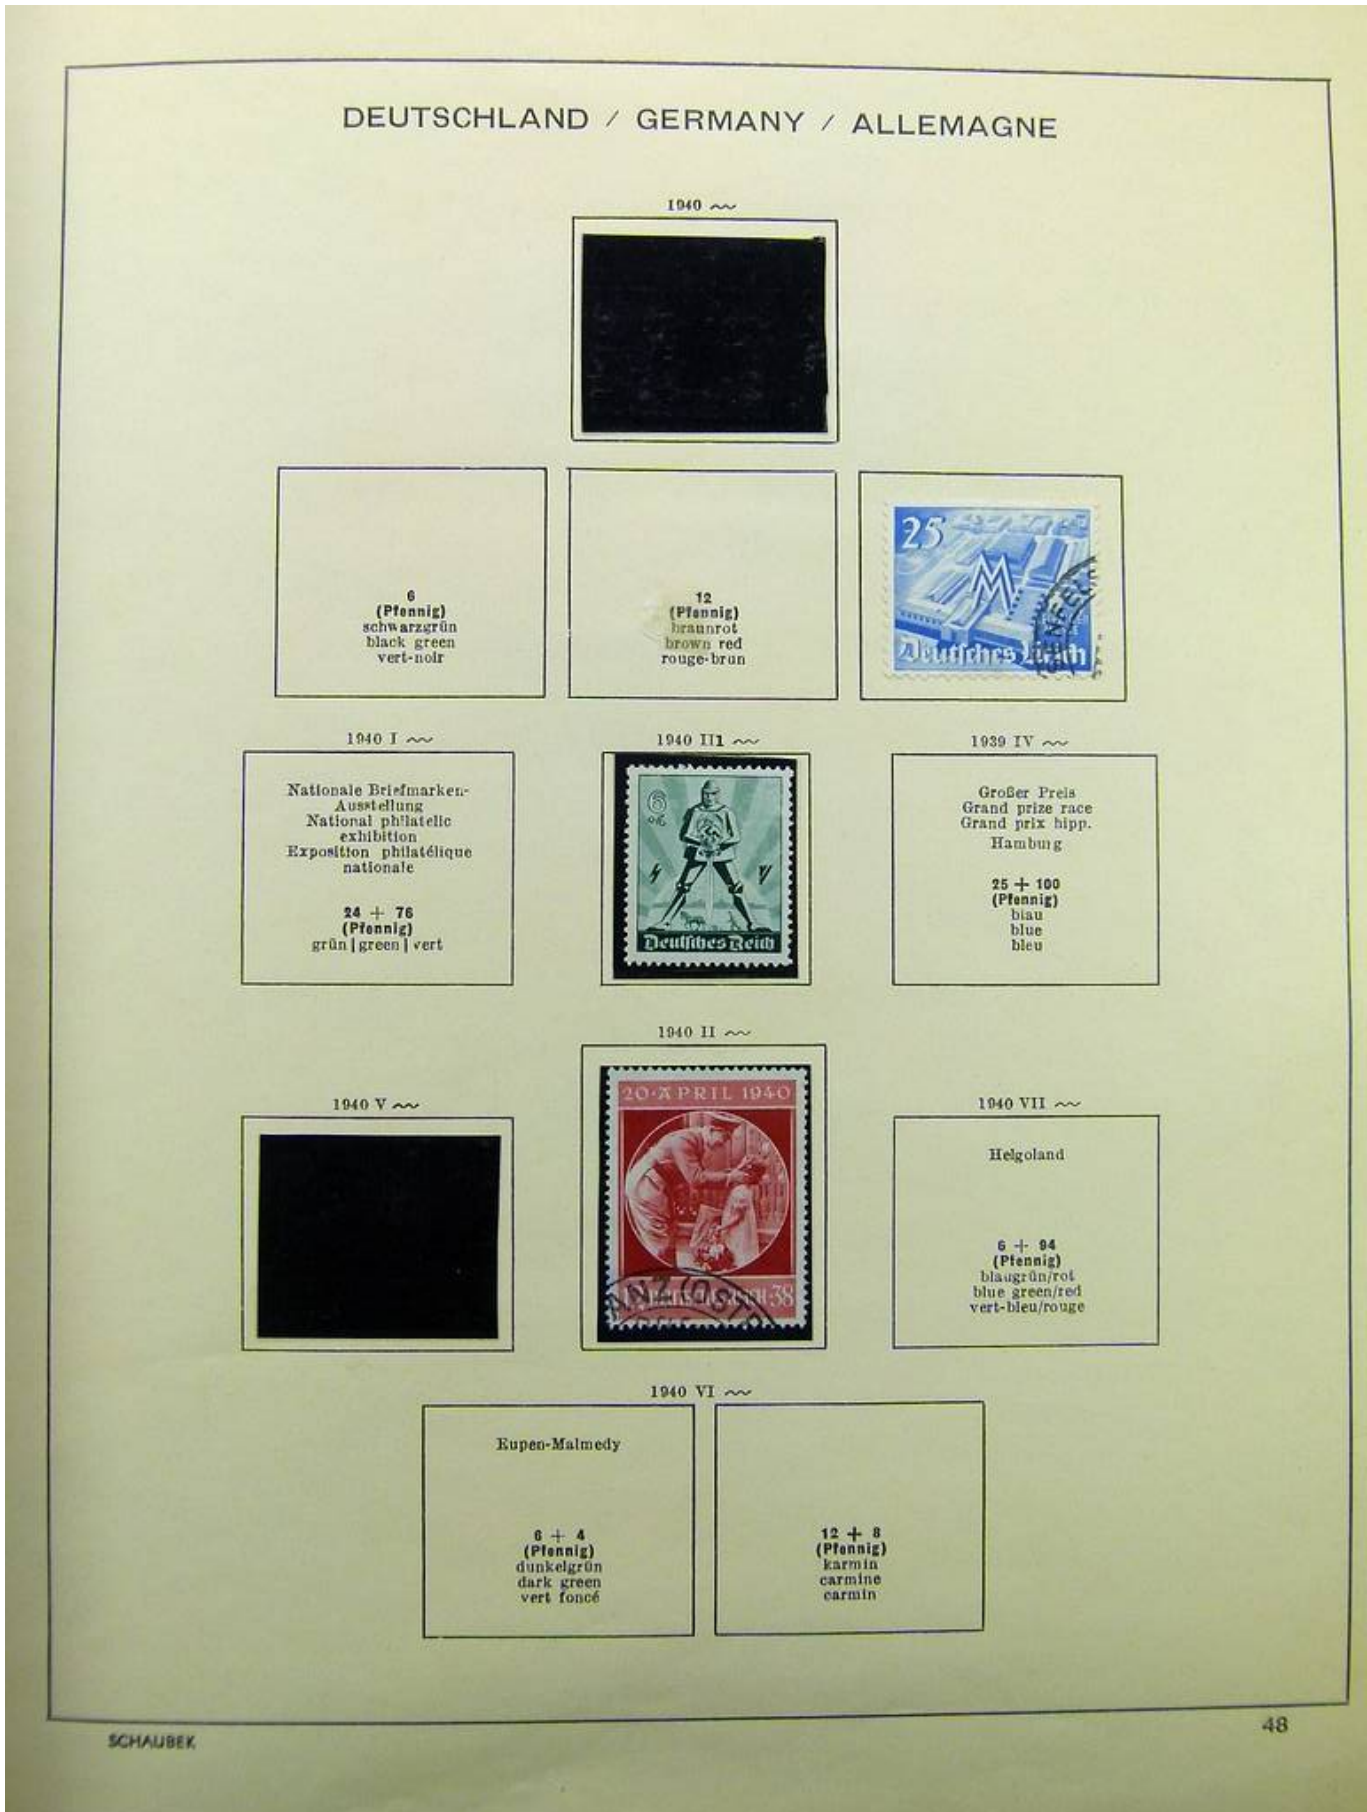 DEUTSCHLAND / GERMANY / ALLEMAGNE
1940
6
(Pfennig)
schwarzgrün
black green
vert-noir
12
(Pfennig)
braunrot
brown red
rouge-brun
25
M
Deutsches Reich
1940 I
Nationale Briefmarken-
Ausstellung
National philatelic
exhibition
Exposition philatélique
nationale
24 + 76
(Pfennig)
grün | green | vert
1940 III
6
Deutsches Reich
1939 IV
Großer Preis
Grand prize race
Grand prix hipp.
Hamburg
25 + 100
(Pfennig)
blau
blue
bleu
1940 II
20·APRIL 1940
38
1940 V
1940 VII
Helgoland
6 + 94
(Pfennig)
blaugrün/rot
blue green/red
vert-bleu/rouge
1940 VI
Eupen-Malmedy
6 + 4
(Pfennig)
dunkelgrün
dark green
vert foncé
12 + 8
(Pfennig)
karmin
carmine
carmin
SCHAUBEK
48